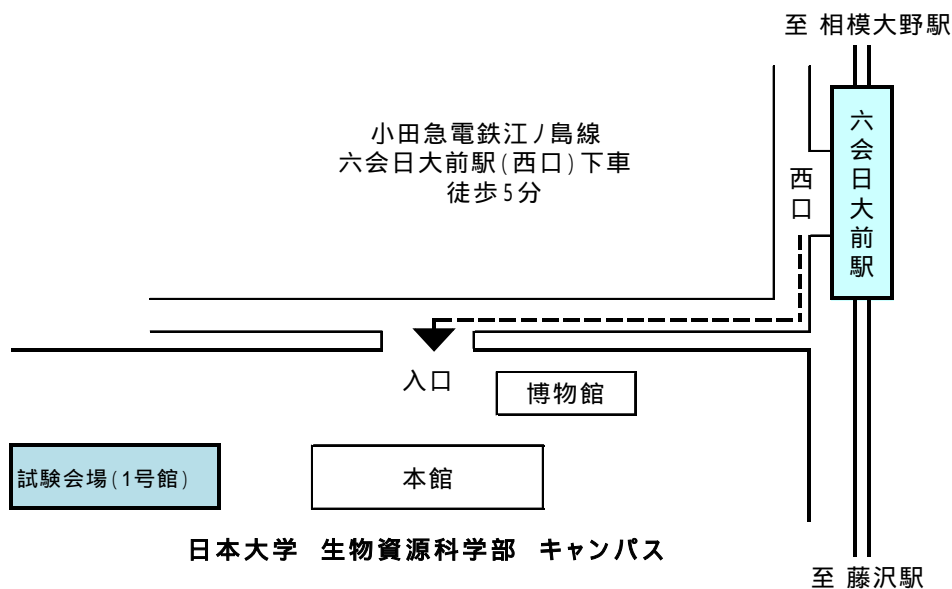 至 相模大野駅
小田急電鉄江ノ島線
六会日大前駅(西口)下車
徒歩5分
西口
六会日大前駅
入口
博物館
試験会場(1号館)
本館
日本大学 生物資源科学部 キャンパス
至 藤沢駅